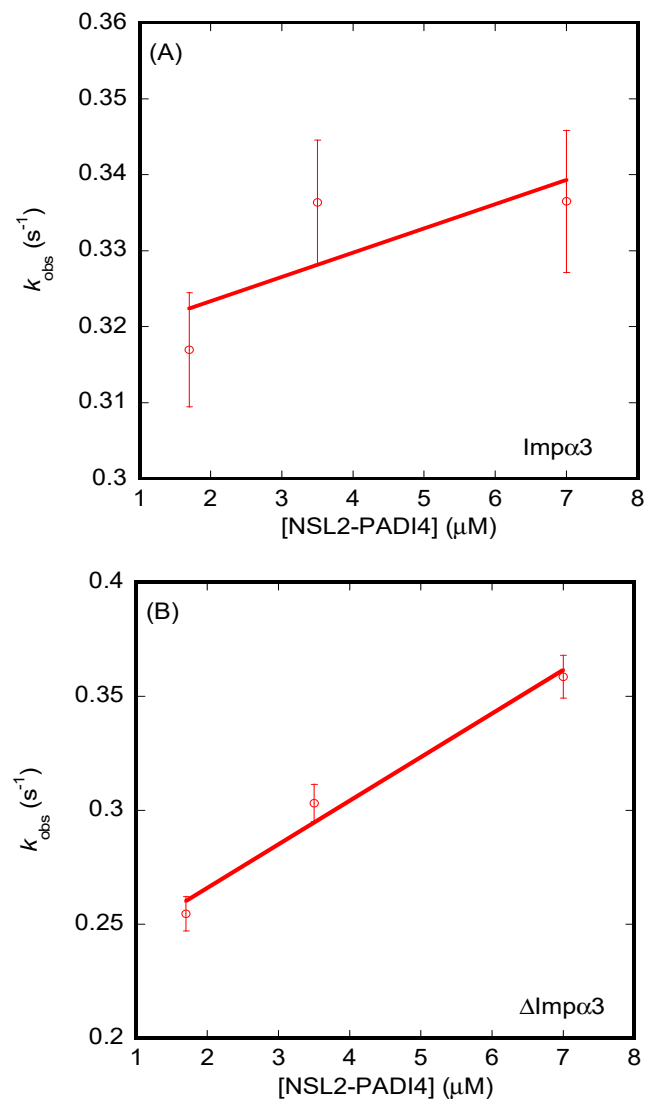 (A)
0.36
0.35
0.34
0.33
0.32
0.31
0.3
k obs (s-1)
Impα3
1 2 3 4 5 6 7 8
[NSL2-PADI4] (μM)
(B)
0.4
0.35
0.3
0.25
0.2
k obs (s-1)
ΔImpα3
1 2 3 4 5 6 7 8
[NSL2-PADI4] (μM)